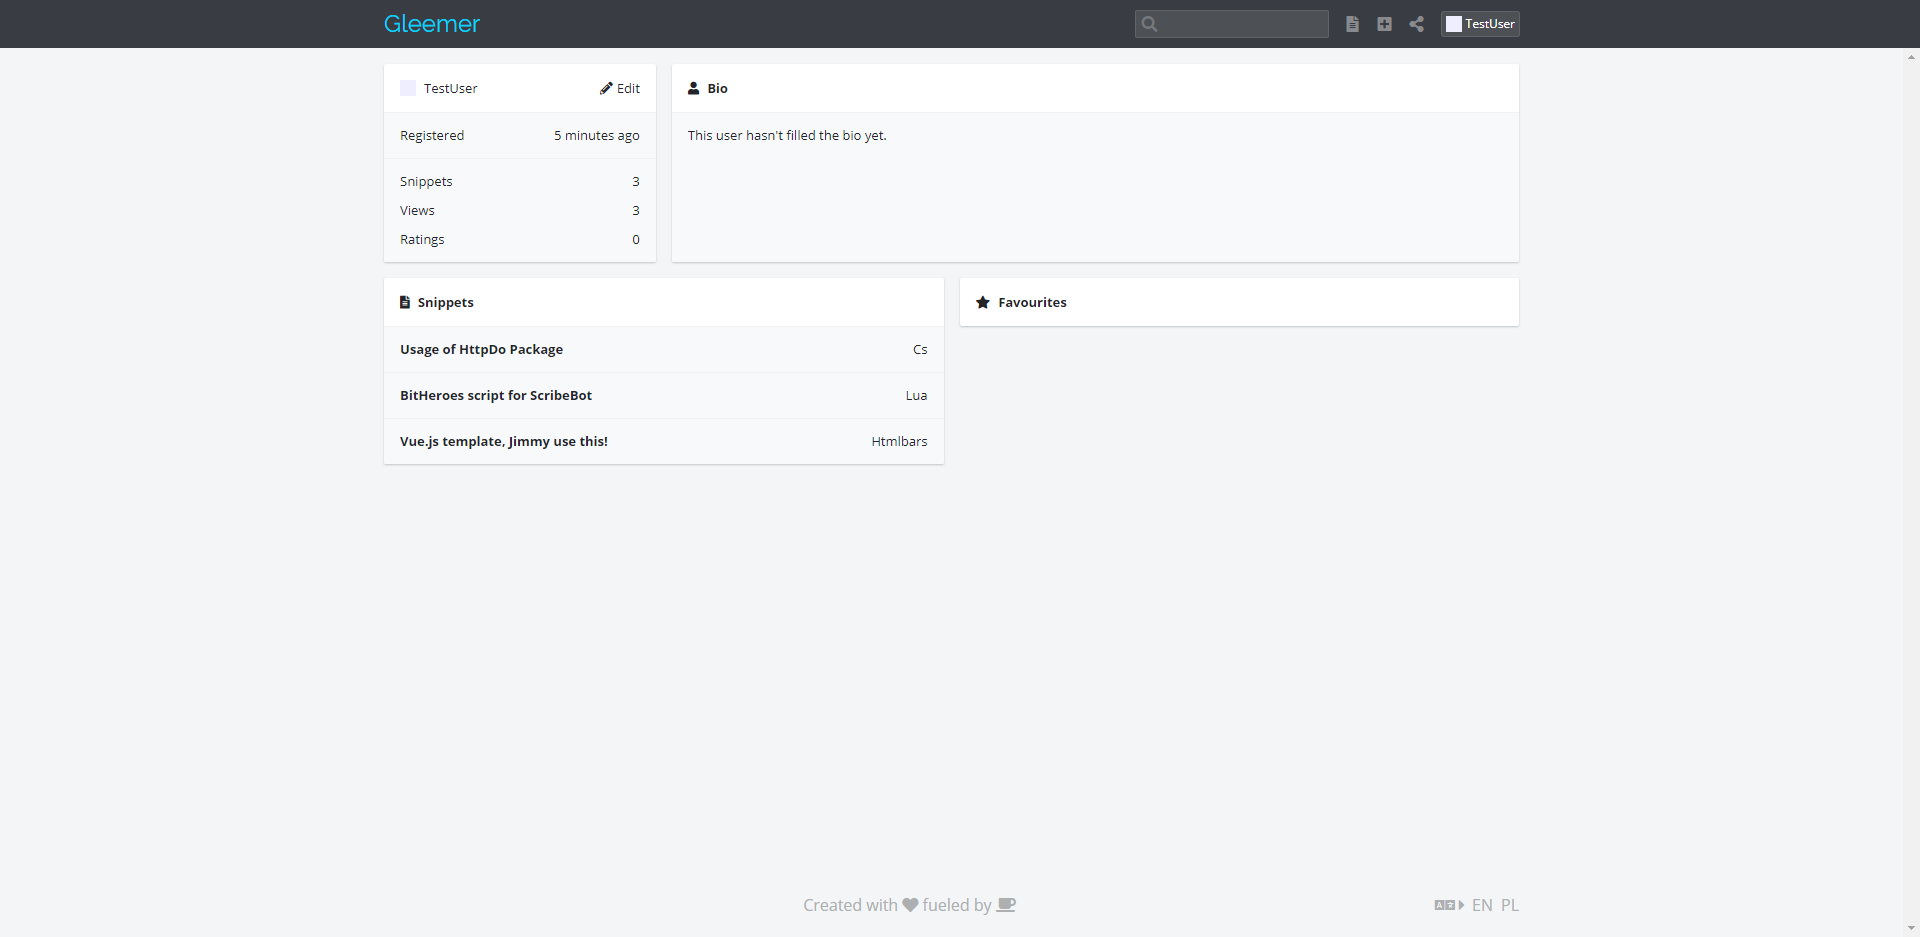 Gleemer
TestUser
TestUser
Edit
Registered
5 minutes ago
Snippets
3
Views
3
Ratings
0
Bio
This user hasn't filled the bio yet.
Snippets
Usage of HttpDo Package
Cs
BitHeroes script for ScribeBot
Lua
Vue.js template, Jimmy use this!
Htmlbars
Favourites
Created with fueled by
EN PL